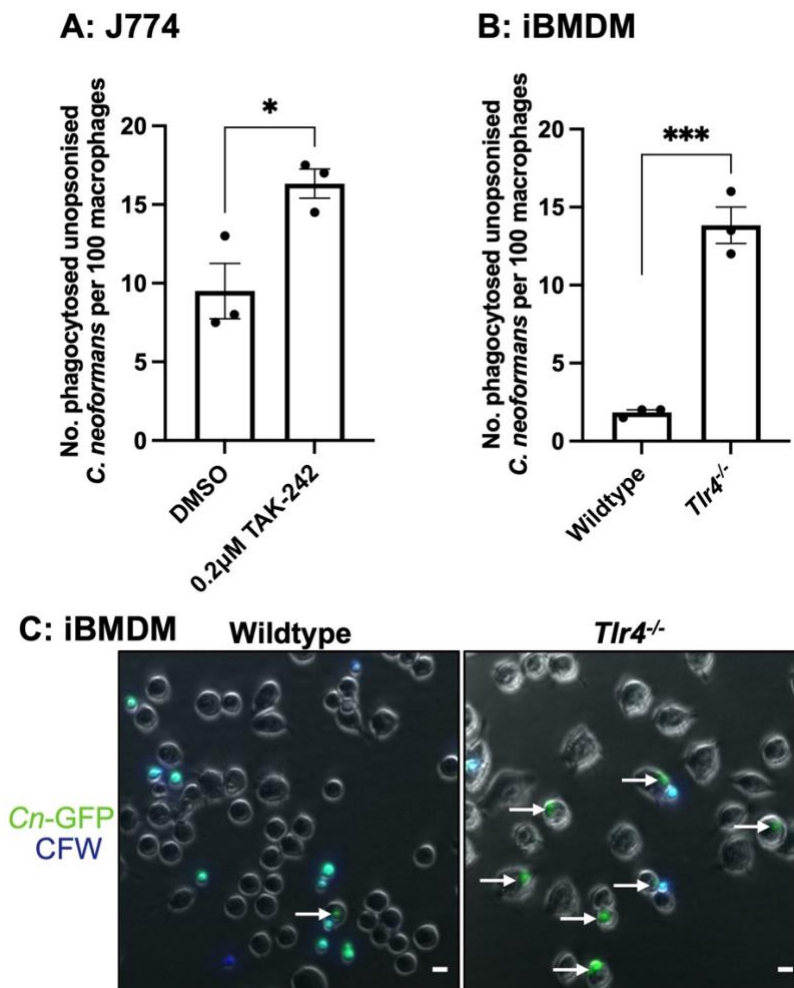 A: J774
No. phagocytosed unopsonised
C. neoformans per 100 macrophages
20
15
10
5
0
*
DMSO
0.2µM TAK-242
B: iBMDM
No. phagocytosed unopsonised
C. neoformans per 100 macrophages
20
15
10
5
0
***
Wildtype
Tlr4-/-
C: iBMDM
Wildtype
Tlr4-/-
Cn-GFP
CFW